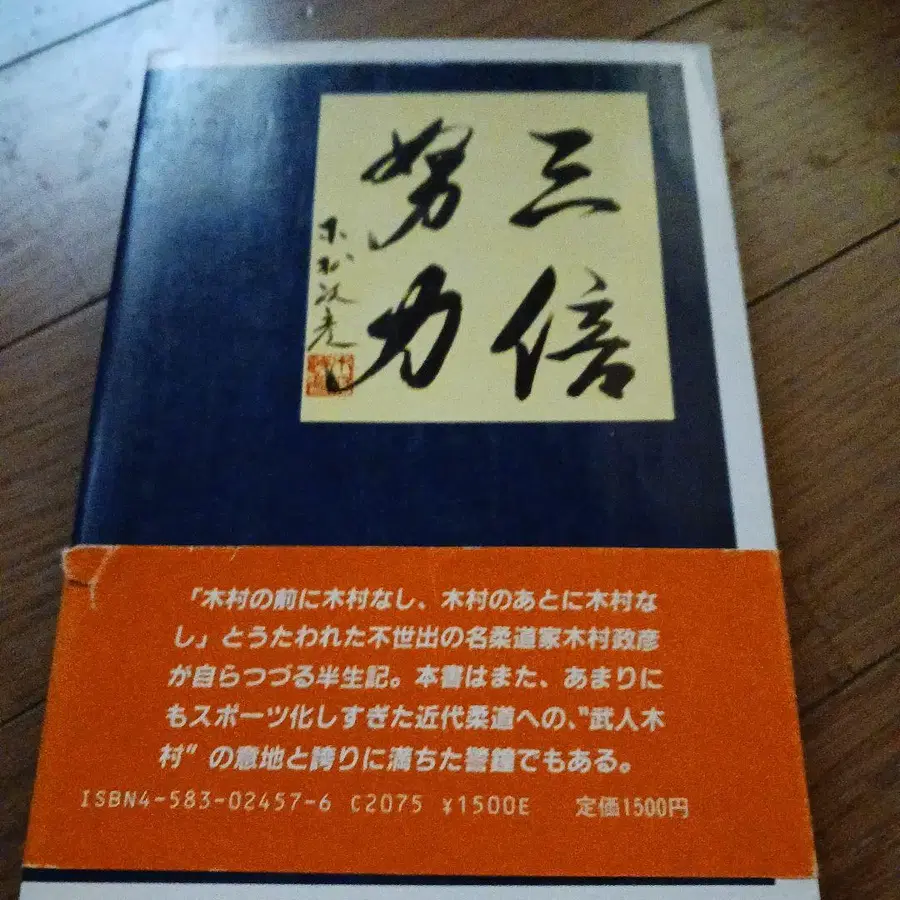 三倍
努力
木村政彦
「木村の前に木村なし、木村のあとに木村な
し」とうたわれた不世出の名柔道家木村政彦
が自らつづる半生記。本書はまた、あまりに
もスポーツ化しすぎた近代柔道への、“武人木
村”の意地と誇りに満ちた警鐘でもある。
ISBN4-583-02457-6 C2075 ¥1500E 定価1500円